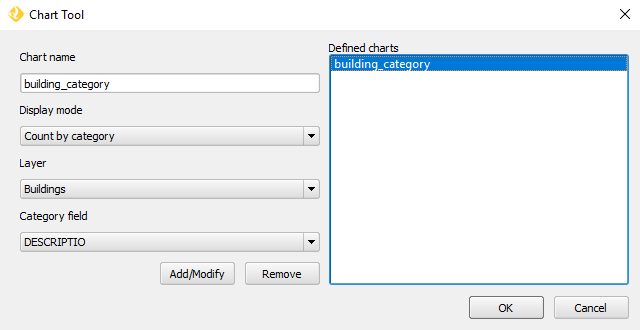 Chart Tool
Chart name
building_category
Display mode
Count by category
Layer
Buildings
Category field
DESCRIPTIO
Add/Modify
Remove
Defined charts
building_category
OK
Cancel